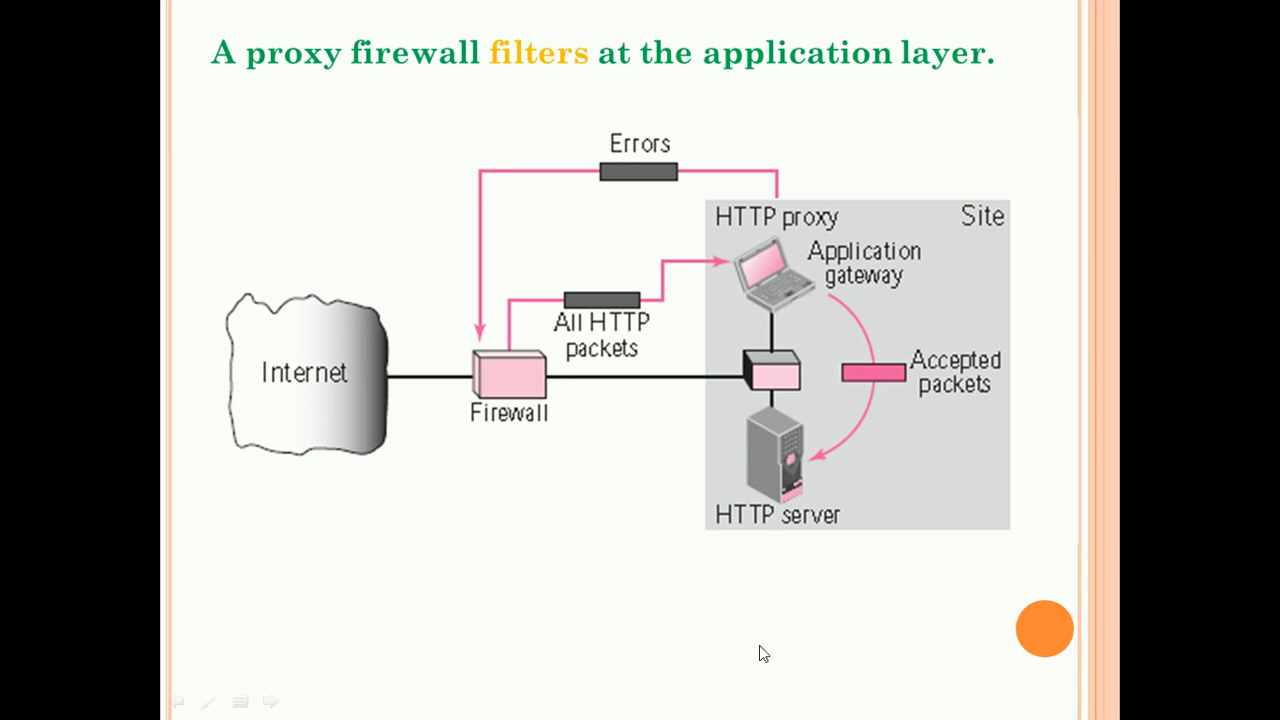 A proxy firewall filters at the application layer.
Errors
HTTP proxy
Site
Application
gateway
All HTTP
packets
Internet
Accepted
packets
Firewall
HTTP server